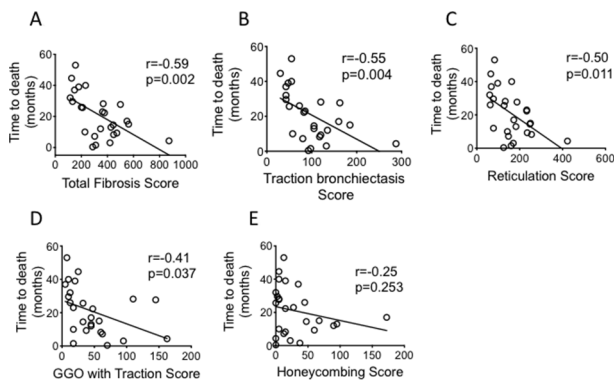 A
r=-0.59
p=0.002
Time to death
(months)
60
40
20
0
0 200 400 600 800 1000
Total Fibrosis Score
B
r=-0.55
p=0.004
Time to death
(months)
60
40
20
0
0 100 200 300
Traction bronchiectasis
Score
C
r=-0.50
p=0.011
Time to death
(months)
60
40
20
0
0 200 400 600
Reticulation Score
D
r=-0.41
p=0.037
Time to death
(months)
60
40
20
0
0 50 100 150 200
GGO with Traction Score
E
r=-0.25
p=0.253
Time to death
(months)
60
40
20
0
0 50 100 150 200
Honeycombing Score